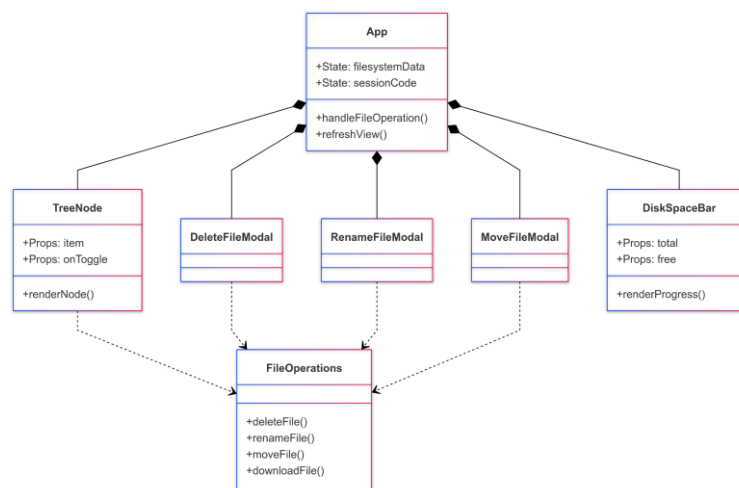 App
+State: filesystemData
+State: sessionCode
+handleFileOperation()
+refreshView()
TreeNode
+Props: item
+Props: onToggle
+renderNode()
DeleteFileModal
RenameFileModal
MoveFileModal
DiskSpaceBar
+Props: total
+Props: free
+renderProgress()
FileOperations
+deleteFile()
+renameFile()
+moveFile()
+downloadFile()